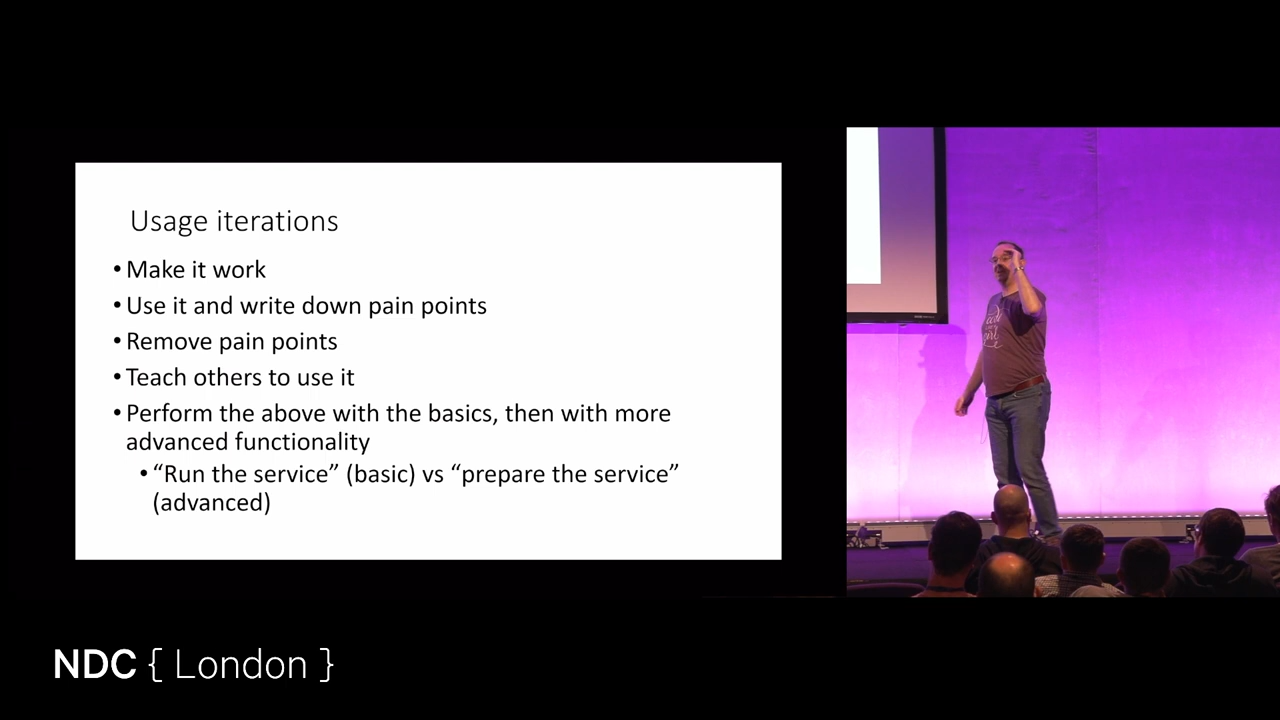 Usage iterations
• Make it work
• Use it and write down pain points
• Remove pain points
• Teach others to use it
• Perform the above with the basics, then with more
advanced functionality
• “Run the service” (basic) vs “prepare the service”
(advanced)
NDC { London }